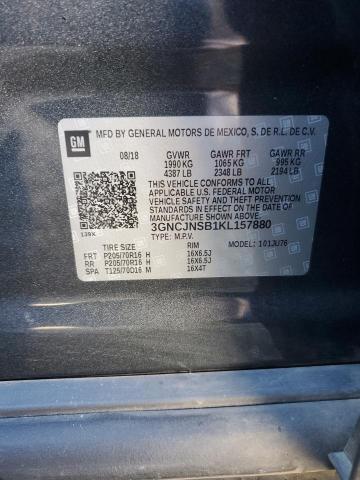 GM
MFD BY GENERAL MOTORS DE MEXICO, S. DE R.L. DE C.V.
08/18 GVWR GAWR FRT GAWR RR
1990 KG 1065 KG 995 KG
4387 LB 2348 LB 2194 LB
THIS VEHICLE CONFORMS TO ALL APPLICABLE
U.S. FEDERAL MOTOR VEHICLE SAFETY
AND THEFT PREVENTION STANDARDS IN
EFFECT ON THE DATE OF MANUFACTURE
SHOWN ABOVE.
3GNCJNSB1KL157880
TYPE: M.P.V. MODEL: 101JU76
139X
TIRE SIZE RIM
FRT P205/70R16 H 16X6.5J
RR P205/70R16 H 16X6.5J
SPA T125/70D16 M 16X4T